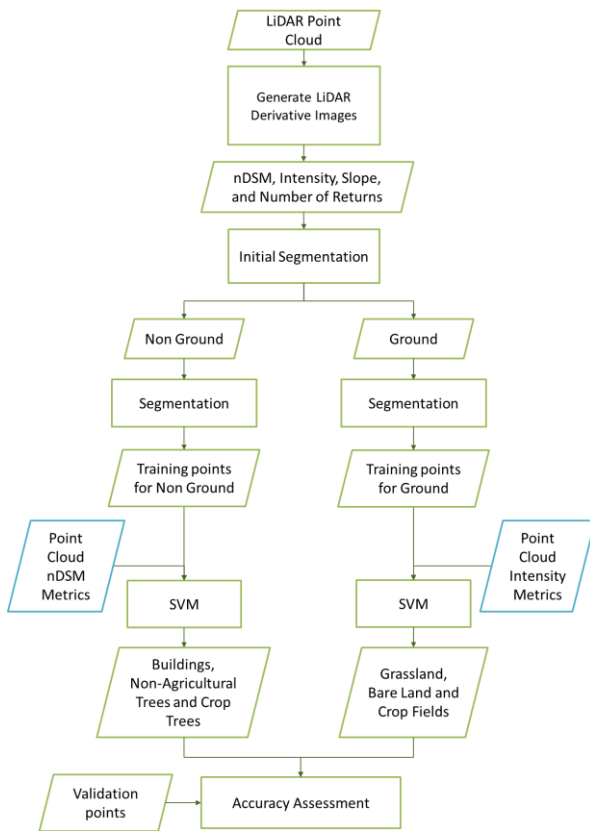 LiDAR Point
Cloud
Generate LiDAR
Derivative Images
nDSM, Intensity, Slope,
and Number of Returns
Initial Segmentation
Non Ground
Ground
Segmentation
Segmentation
Training points
for Non Ground
Training points
for Ground
Point
Cloud
nDSM
Metrics
SVM
SVM
Point
Cloud
Intensity
Metrics
Buildings,
Non-Agricultural
Trees and Crop
Trees
Grassland,
Bare Land and
Crop Fields
Validation
points
Accuracy Assessment